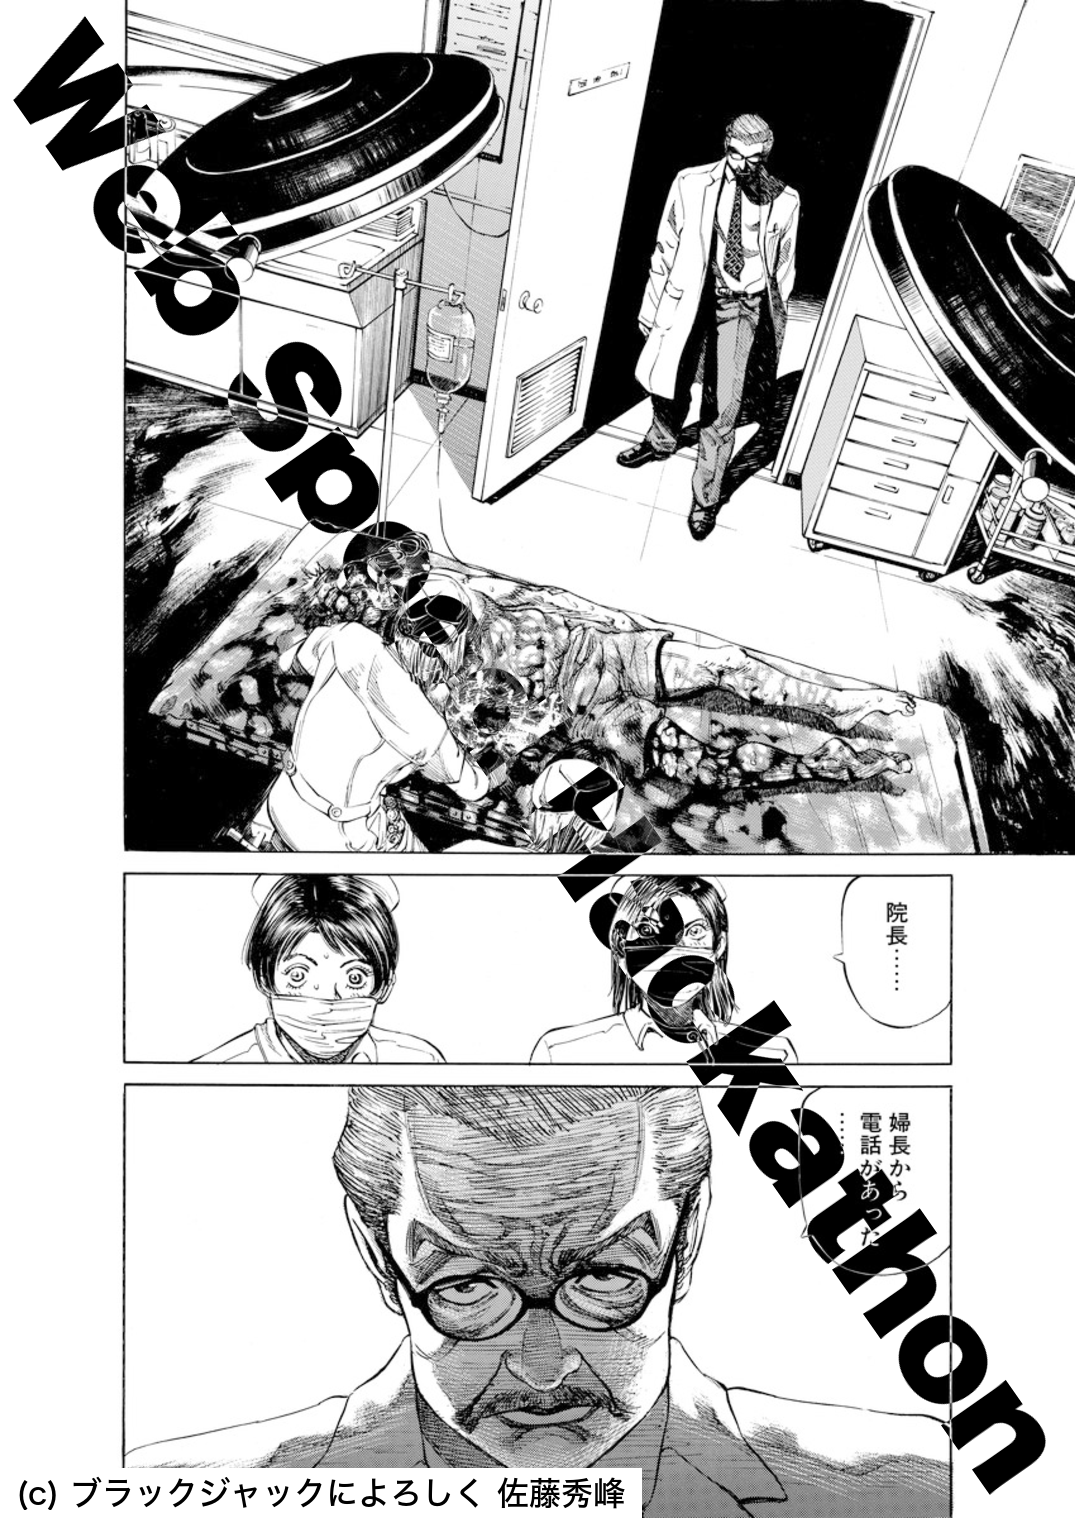 Web Speed Hackathon
院長……
婦長から
電話があった
……
(c) ブラックジャックによろしく 佐藤秀峰